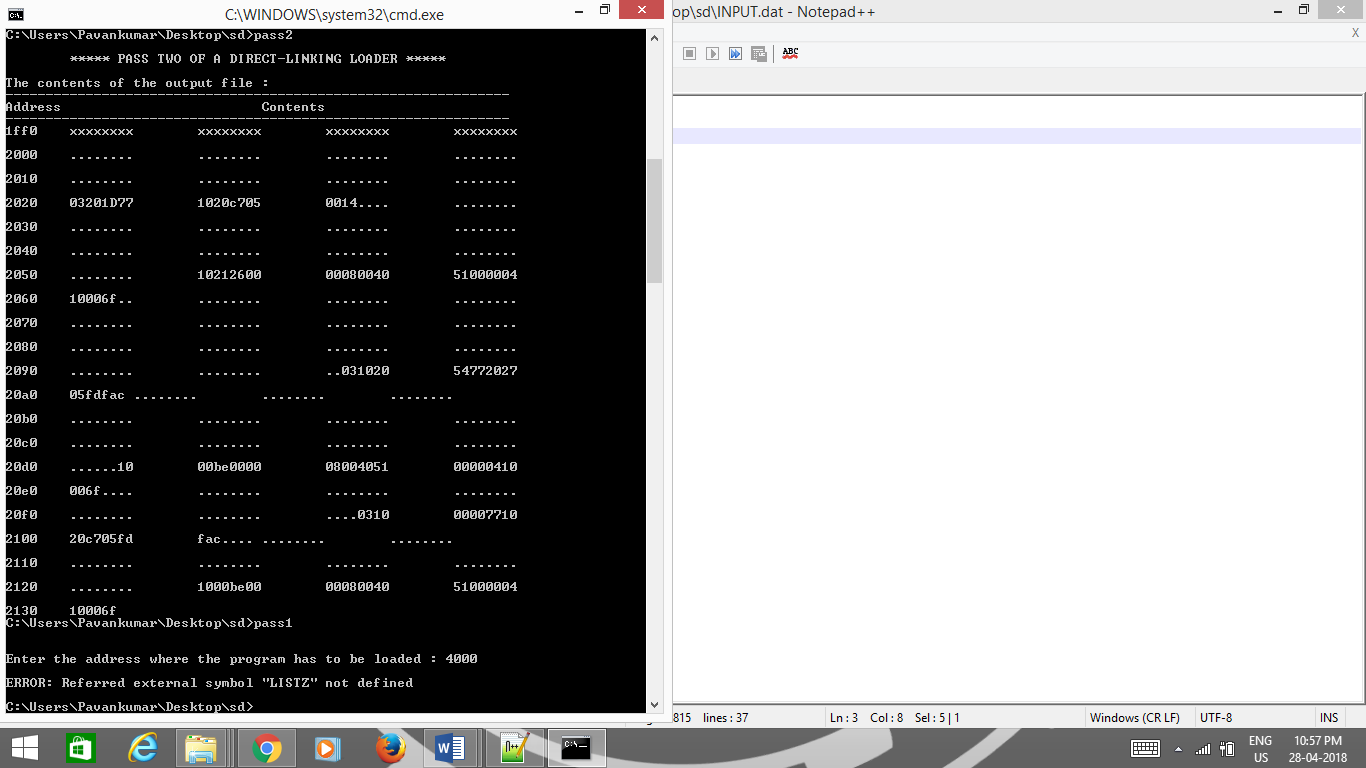 C:\WINDOWS\system32\cmd.exe
op\sd\INPUT.dat - Notepad++
X
ABC
C:\Users\Pavankumar\Desktop\sd>pass2
***** PASS TWO OF A DIRECT-LINKING LOADER *****
The contents of the output file :
Address Contents
1ff0 xxxxxxxx xxxxxxxx xxxxxxxx xxxxxxxx
2000 ........ ........ ........ ........
2010 ........ ........ ........ ........
2020 03201D77 1020c705 0014.... ........
2030 ........ ........ ........ ........
2040 ........ ........ ........ ........
2050 ........ 10212600 00080040 51000004
2060 10006f.. ........ ........ ........
2070 ........ ........ ........ ........
2080 ........ ........ ........ ........
2090 ........ ........ ..031020 54772027
20a0 05fdfac ........ ........ ........
20b0 ........ ........ ........ ........
20c0 ........ ........ ........ ........
20d0 ......10 00be0000 08004051 00000410
20e0 006f.... ........ ........ ........
20f0 ........ ........ ....0310 00007710
2100 20c705fd fac.... ........ ........
2110 ........ ........ ........ ........
2120 ........ 1000be00 00080040 51000004
2130 10006f
C:\Users\Pavankumar\Desktop\sd>pass1
Enter the address where the program has to be loaded : 4000
ERROR: Referred external symbol "LISTZ" not defined
C:\Users\Pavankumar\Desktop\sd>
815 lines : 37 Ln : 3 Col : 8 Sel : 5 | 1 Windows (CR LF) UTF-8 INS
ENG 10:57 PM
US 28-04-2018